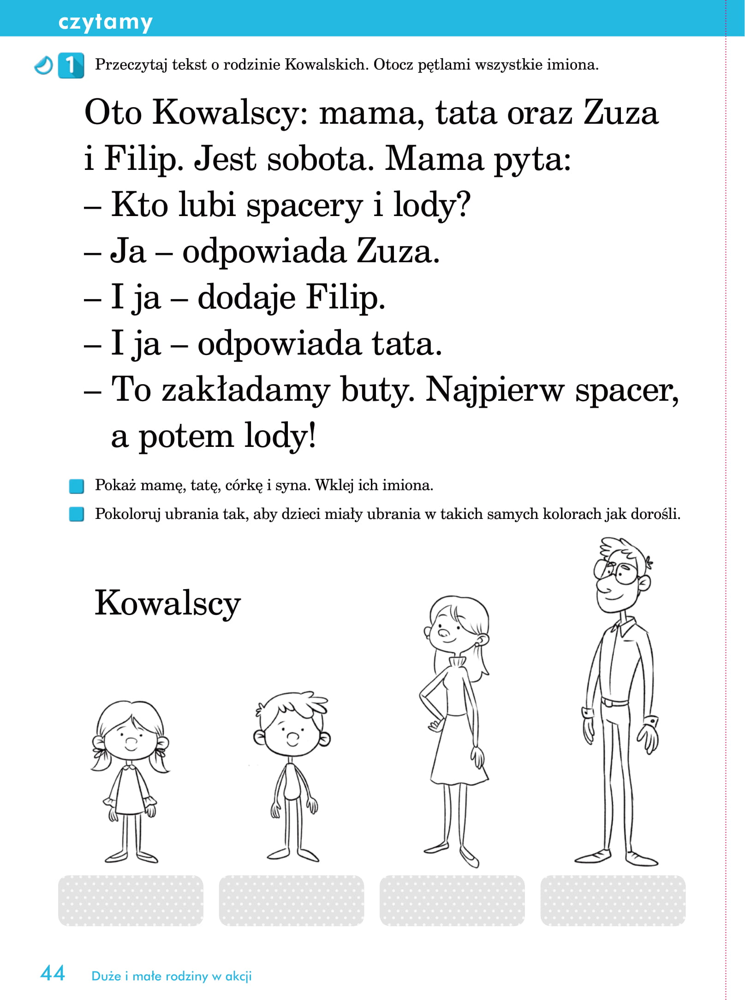 czytamy
1 Przeczytaj tekst o rodzinie Kowalskich. Otocz pętlami wszystkie imiona.
Oto Kowalscy: mama, tata oraz Zuza
i Filip. Jest sobota. Mama pyta:
– Kto lubi spacery i lody?
– Ja – odpowiada Zuza.
– I ja – dodaje Filip.
– I ja – odpowiada tata.
– To zakładamy buty. Najpierw spacer,
a potem lody!
Pokaż mamę, tatę, córkę i syna. Wklej ich imiona.
Pokoloruj ubrania tak, aby dzieci miały ubrania w takich samych kolorach jak dorośli.
Kowalscy
44 Duże i małe rodziny w akcji